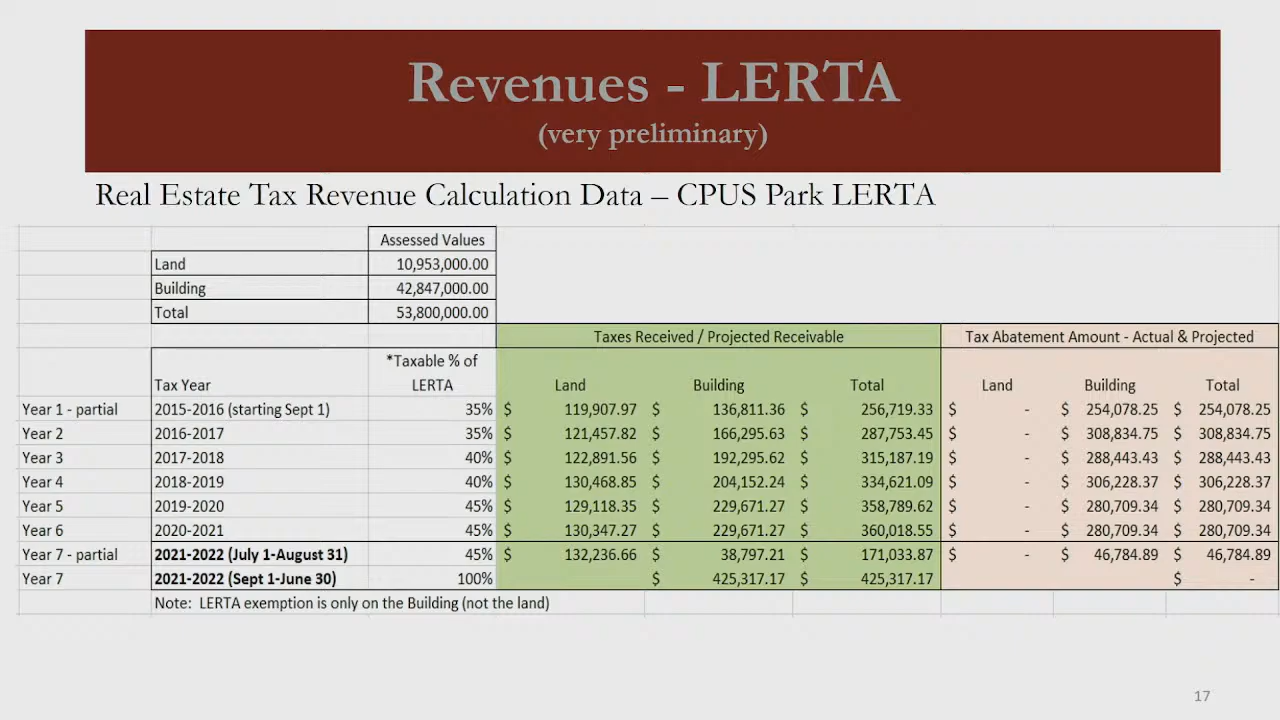 Revenues - LERTA
(very preliminary)
Real Estate Tax Revenue Calculation Data – CPUS Park LERTA
Assessed Values
Land 10,953,000.00
Building 42,847,000.00
Total 53,800,000.00
Taxes Received / Projected Receivable Tax Abatement Amount - Actual & Projected
*Taxable % of
Tax Year LERTA Land Building Total Land Building Total
Year 1 - partial 2015-2016 (starting Sept 1) 35% $ 119,907.97 $ 136,811.36 $ 256,719.33 $ - $ 254,078.25 $ 254,078.25
Year 2 2016-2017 35% $ 121,457.82 $ 166,295.63 $ 287,753.45 $ - $ 308,834.75 $ 308,834.75
Year 3 2017-2018 40% $ 122,891.56 $ 192,295.62 $ 315,187.19 $ - $ 288,443.43 $ 288,443.43
Year 4 2018-2019 40% $ 130,468.85 $ 204,152.24 $ 334,621.09 $ - $ 306,228.37 $ 306,228.37
Year 5 2019-2020 45% $ 129,118.35 $ 229,671.27 $ 358,789.62 $ - $ 280,709.34 $ 280,709.34
Year 6 2020-2021 45% $ 130,347.27 $ 229,671.27 $ 360,018.55 $ - $ 280,709.34 $ 280,709.34
Year 7 - partial 2021-2022 (July 1-August 31) 45% $ 132,236.66 $ 38,797.21 $ 171,033.87 $ - $ 46,784.89 $ 46,784.89
Year 7 2021-2022 (Sept 1-June 30) 100% $ 425,317.17 $ 425,317.17 $ -
Note: LERTA exemption is only on the Building (not the land)
17